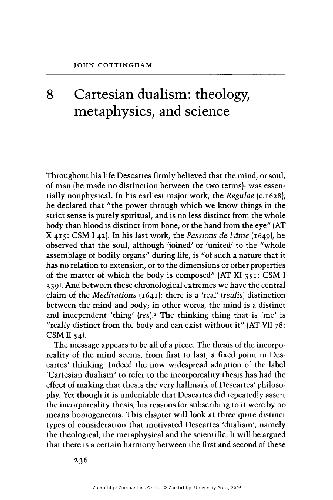 JOHN COTTINGHAM
8 Cartesian dualism: theology,
metaphysics, and science
Throughout his life Descartes firmly believed that the mind, or soul,
of man (he made no distinction between the two terms) was essen-
tially nonphysical. In his earliest major work, the Regulae (c.1628),
he declared that "the power through which we know things in the
strict sense is purely spiritual, and is no less distinct from the whole
body than blood is distinct from bone, or the hand from the eye" (AT
X 415: CSM I 42). In his last work, the Passions de l'âme (1649), he
observed that the soul, although 'joined' or 'united' to the "whole
assemblage of bodily organs" during life, is "of such a nature that it
has no relation to extension, or to the dimensions or other properties
of the matter of which the body is composed" (AT XI 351: CSM I
339). And between these chronological extremes we have the central
claim of the Meditations (1641): there is a 'real' (realis) distinction
between the mind and body; in other words, the mind is a distinct
and independent 'thing' (res). The thinking thing that is 'me' is
"really distinct from the body and can exist without it" (AT VII 78:
CSM II 54).
The message appears to be all of a piece. The thesis of the incorpo-
reality of the mind seems, from first to last, a fixed point in Des-
cartes' thinking. Indeed the now widespread adoption of the label
'Cartesian dualism' to refer to the incorporeality thesis has had the
effect of making that thesis the very hallmark of Descartes' philoso-
phy. Yet though it is undeniable that Descartes did repeatedly assert
the incorporeality thesis, his reasons for subscribing to it were by no
means homogeneous. This chapter will look at three quite distinct
types of consideration that motivated Descartes' dualism, namely
the theological, the metaphysical and the scientific. It will be argued
that there is a certain harmony between the first and second of these
236